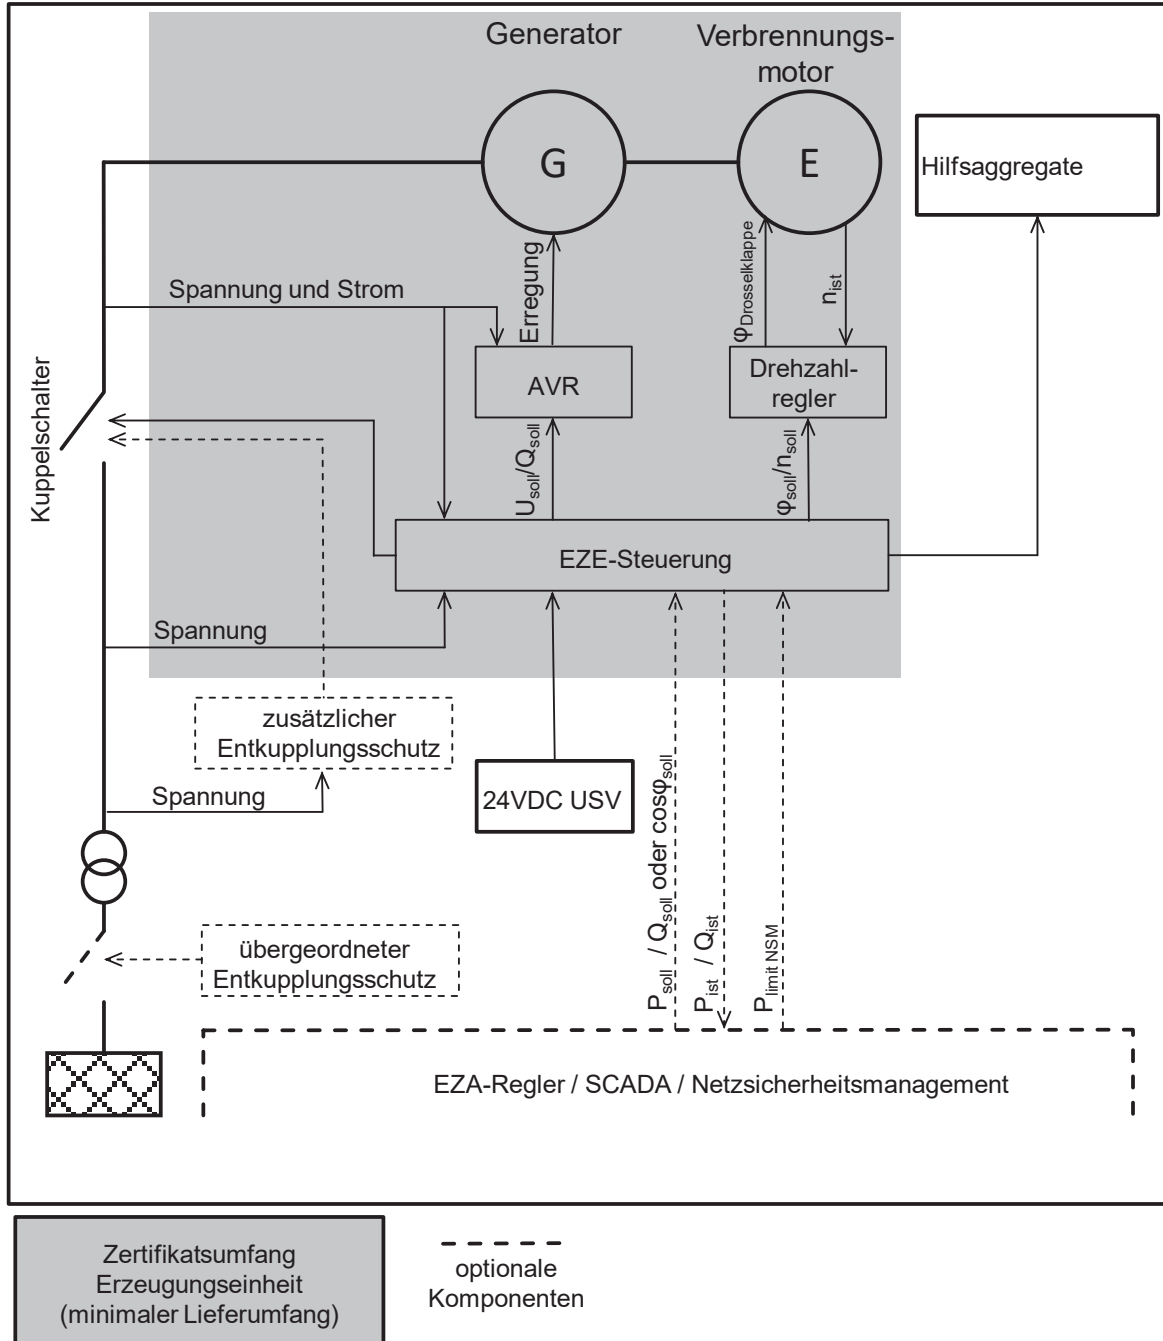 Generator
Verbrennungs-
motor
G
E
Hilfsaggregate
Spannung und Strom
Erregung
φDrosselklappe
nist
Kuppelschalter
AVR
Drehzahl-
regler
Usoll/Qsoll
φsoll/nsoll
EZE-Steuerung
Spannung
zusätzlicher
Entkupplungsschutz
Spannung
24VDC USV
Psoll / Qsoll oder cosφsoll
Pist / Qist
Plimit NSM
übergeordneter
Entkupplungsschutz
EZA-Regler / SCADA / Netzsicherheitsmanagement
Zertifikatsumfang
Erzeugungseinheit
(minimaler Lieferumfang)
optionale
Komponenten